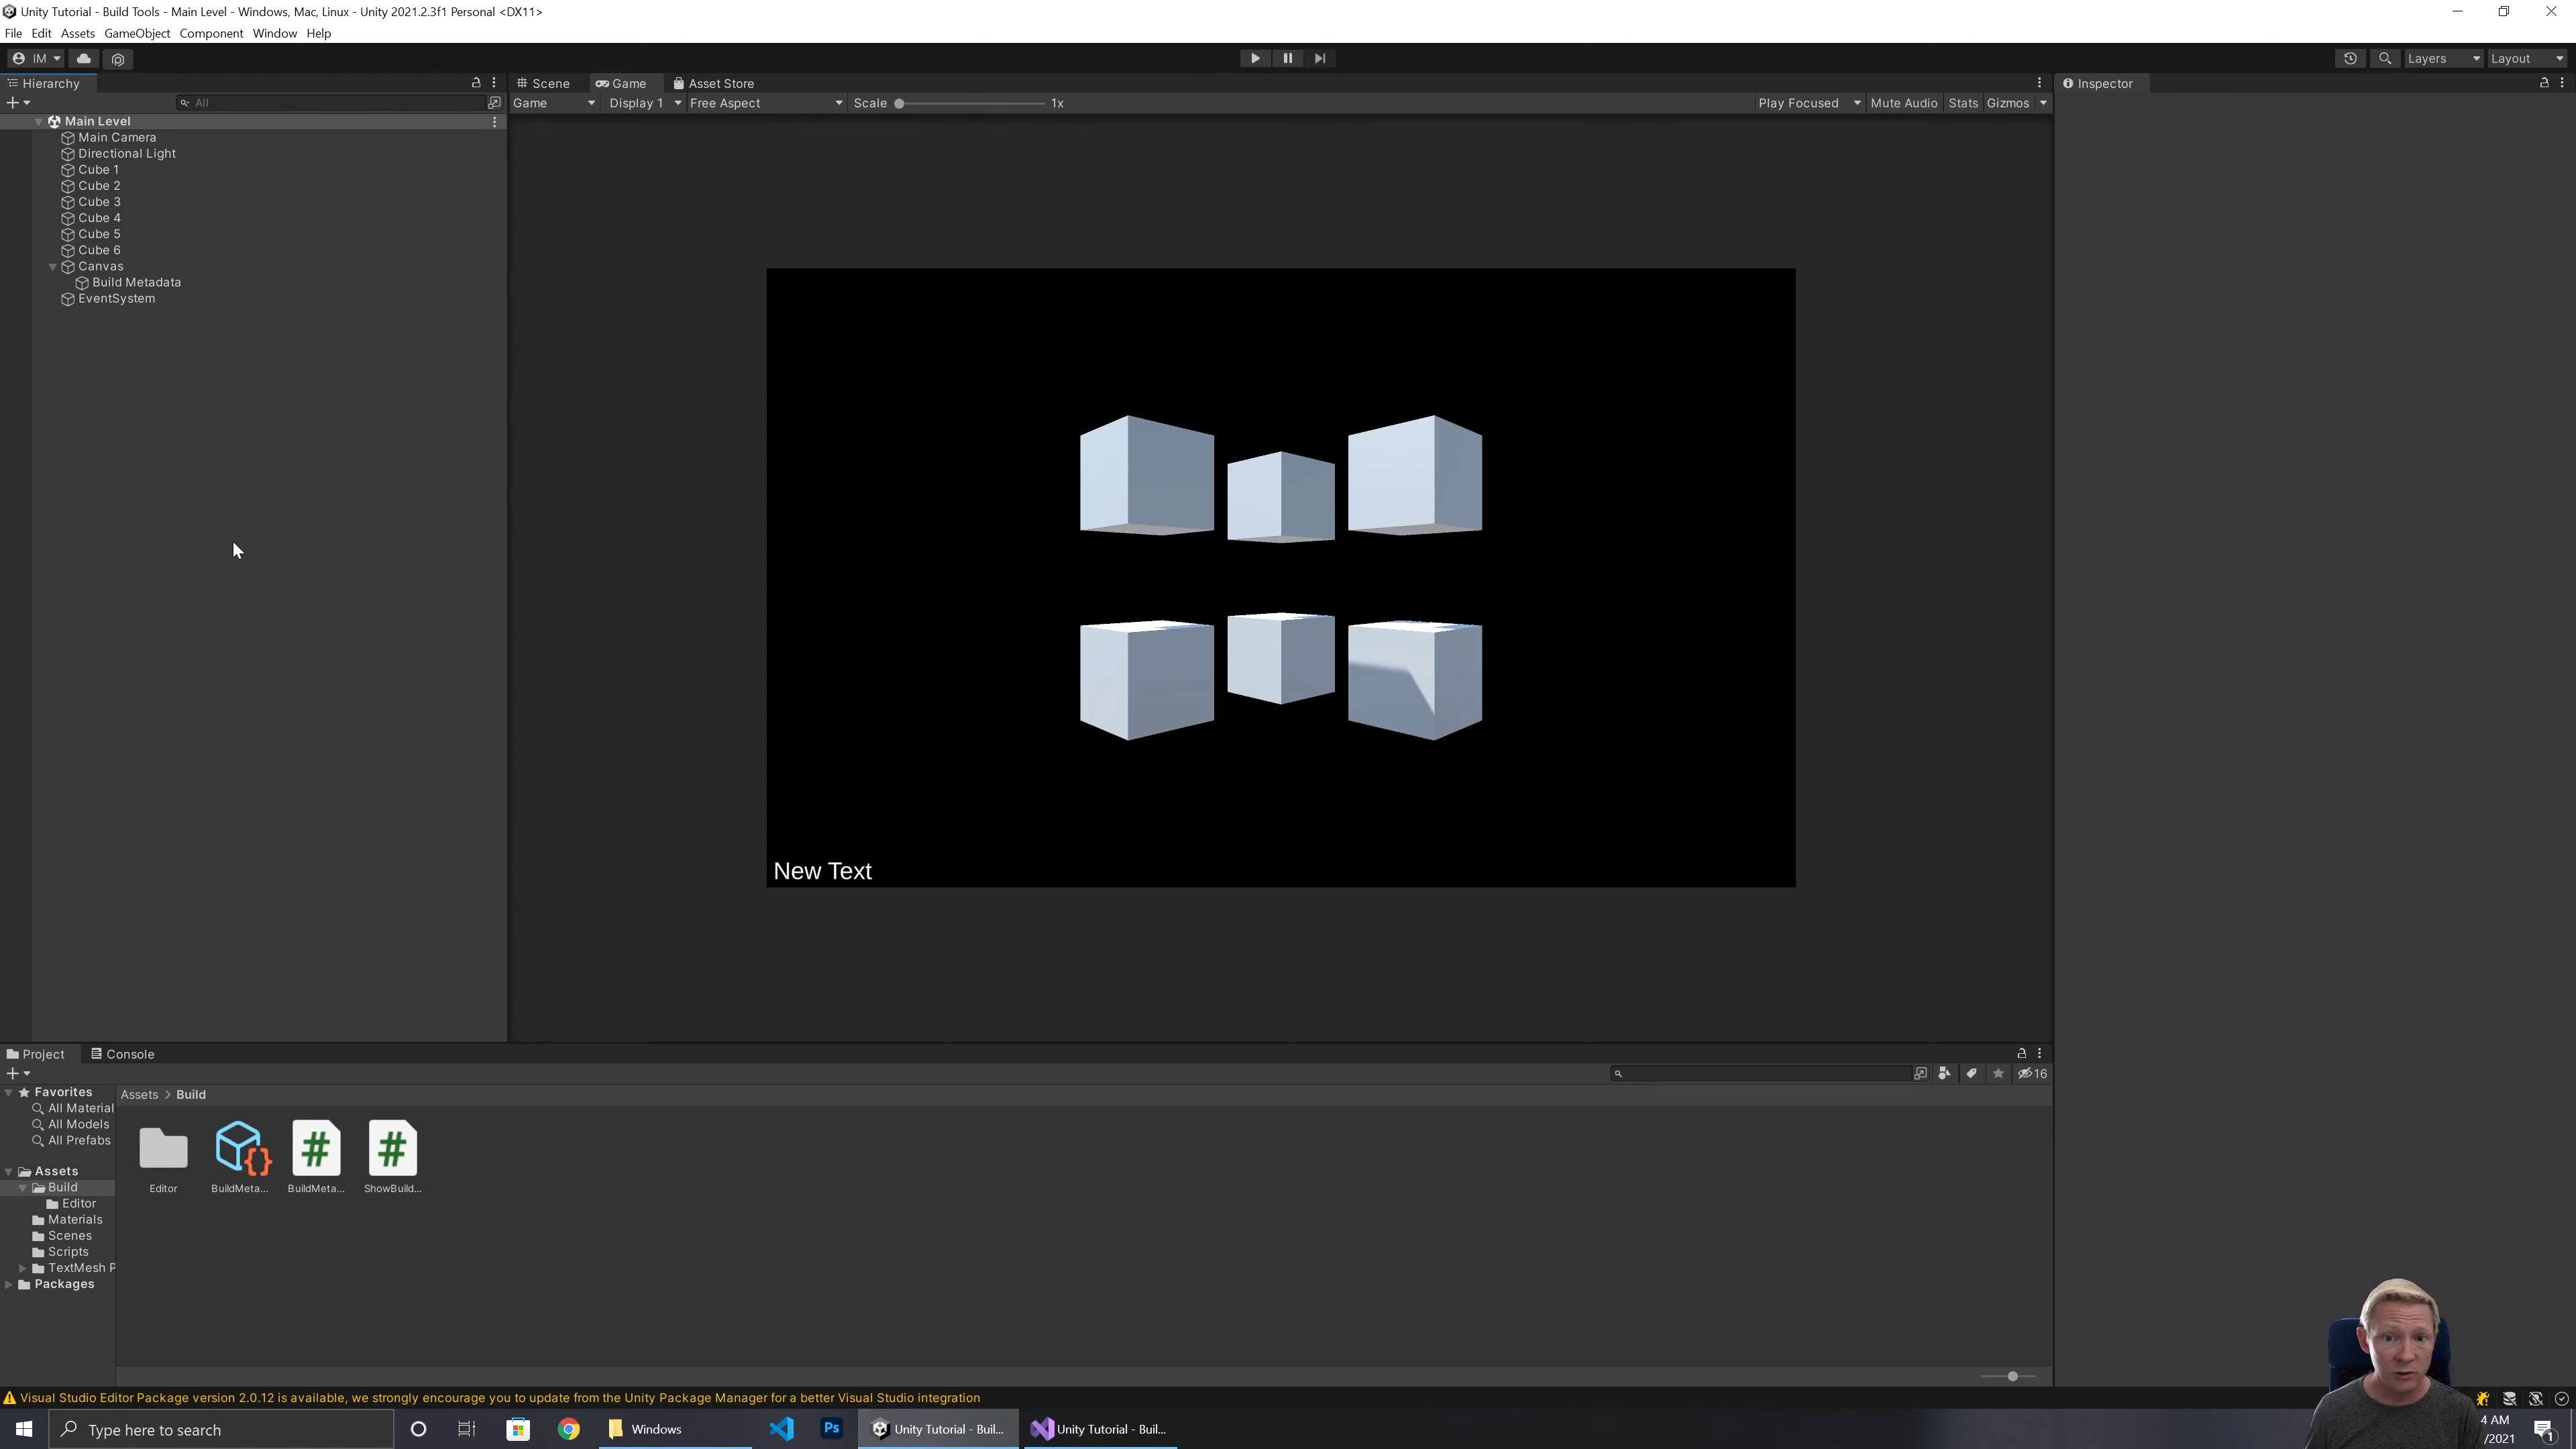 Unity Tutorial - Build Tools - Main Level - Windows, Mac, Linux - Unity 2021.2.3f1 Personal <DX11>
File Edit Assets GameObject Component Window Help
IM
Layers Layout
Hierarchy
All
Main Level
Main Camera
Directional Light
Cube 1
Cube 2
Cube 3
Cube 4
Cube 5
Cube 6
Canvas
Build Metadata
EventSystem
Scene Game Asset Store
Game Display 1 Free Aspect Scale 1x Play Focused Mute Audio Stats Gizmos
New Text
Inspector
Project Console
16
Favorites
All Material
All Models
All Prefabs
Assets
Build
Editor
Materials
Scenes
Scripts
TextMesh P
Packages
Assets > Build
Editor BuildMeta... BuildMeta... ShowBuild...
Visual Studio Editor Package version 2.0.12 is available, we strongly encourage you to update from the Unity Package Manager for a better Visual Studio integration
Type here to search
Windows
Ps
Unity Tutorial - Buil...
Unity Tutorial - Buil...
4 AM
/2021
1